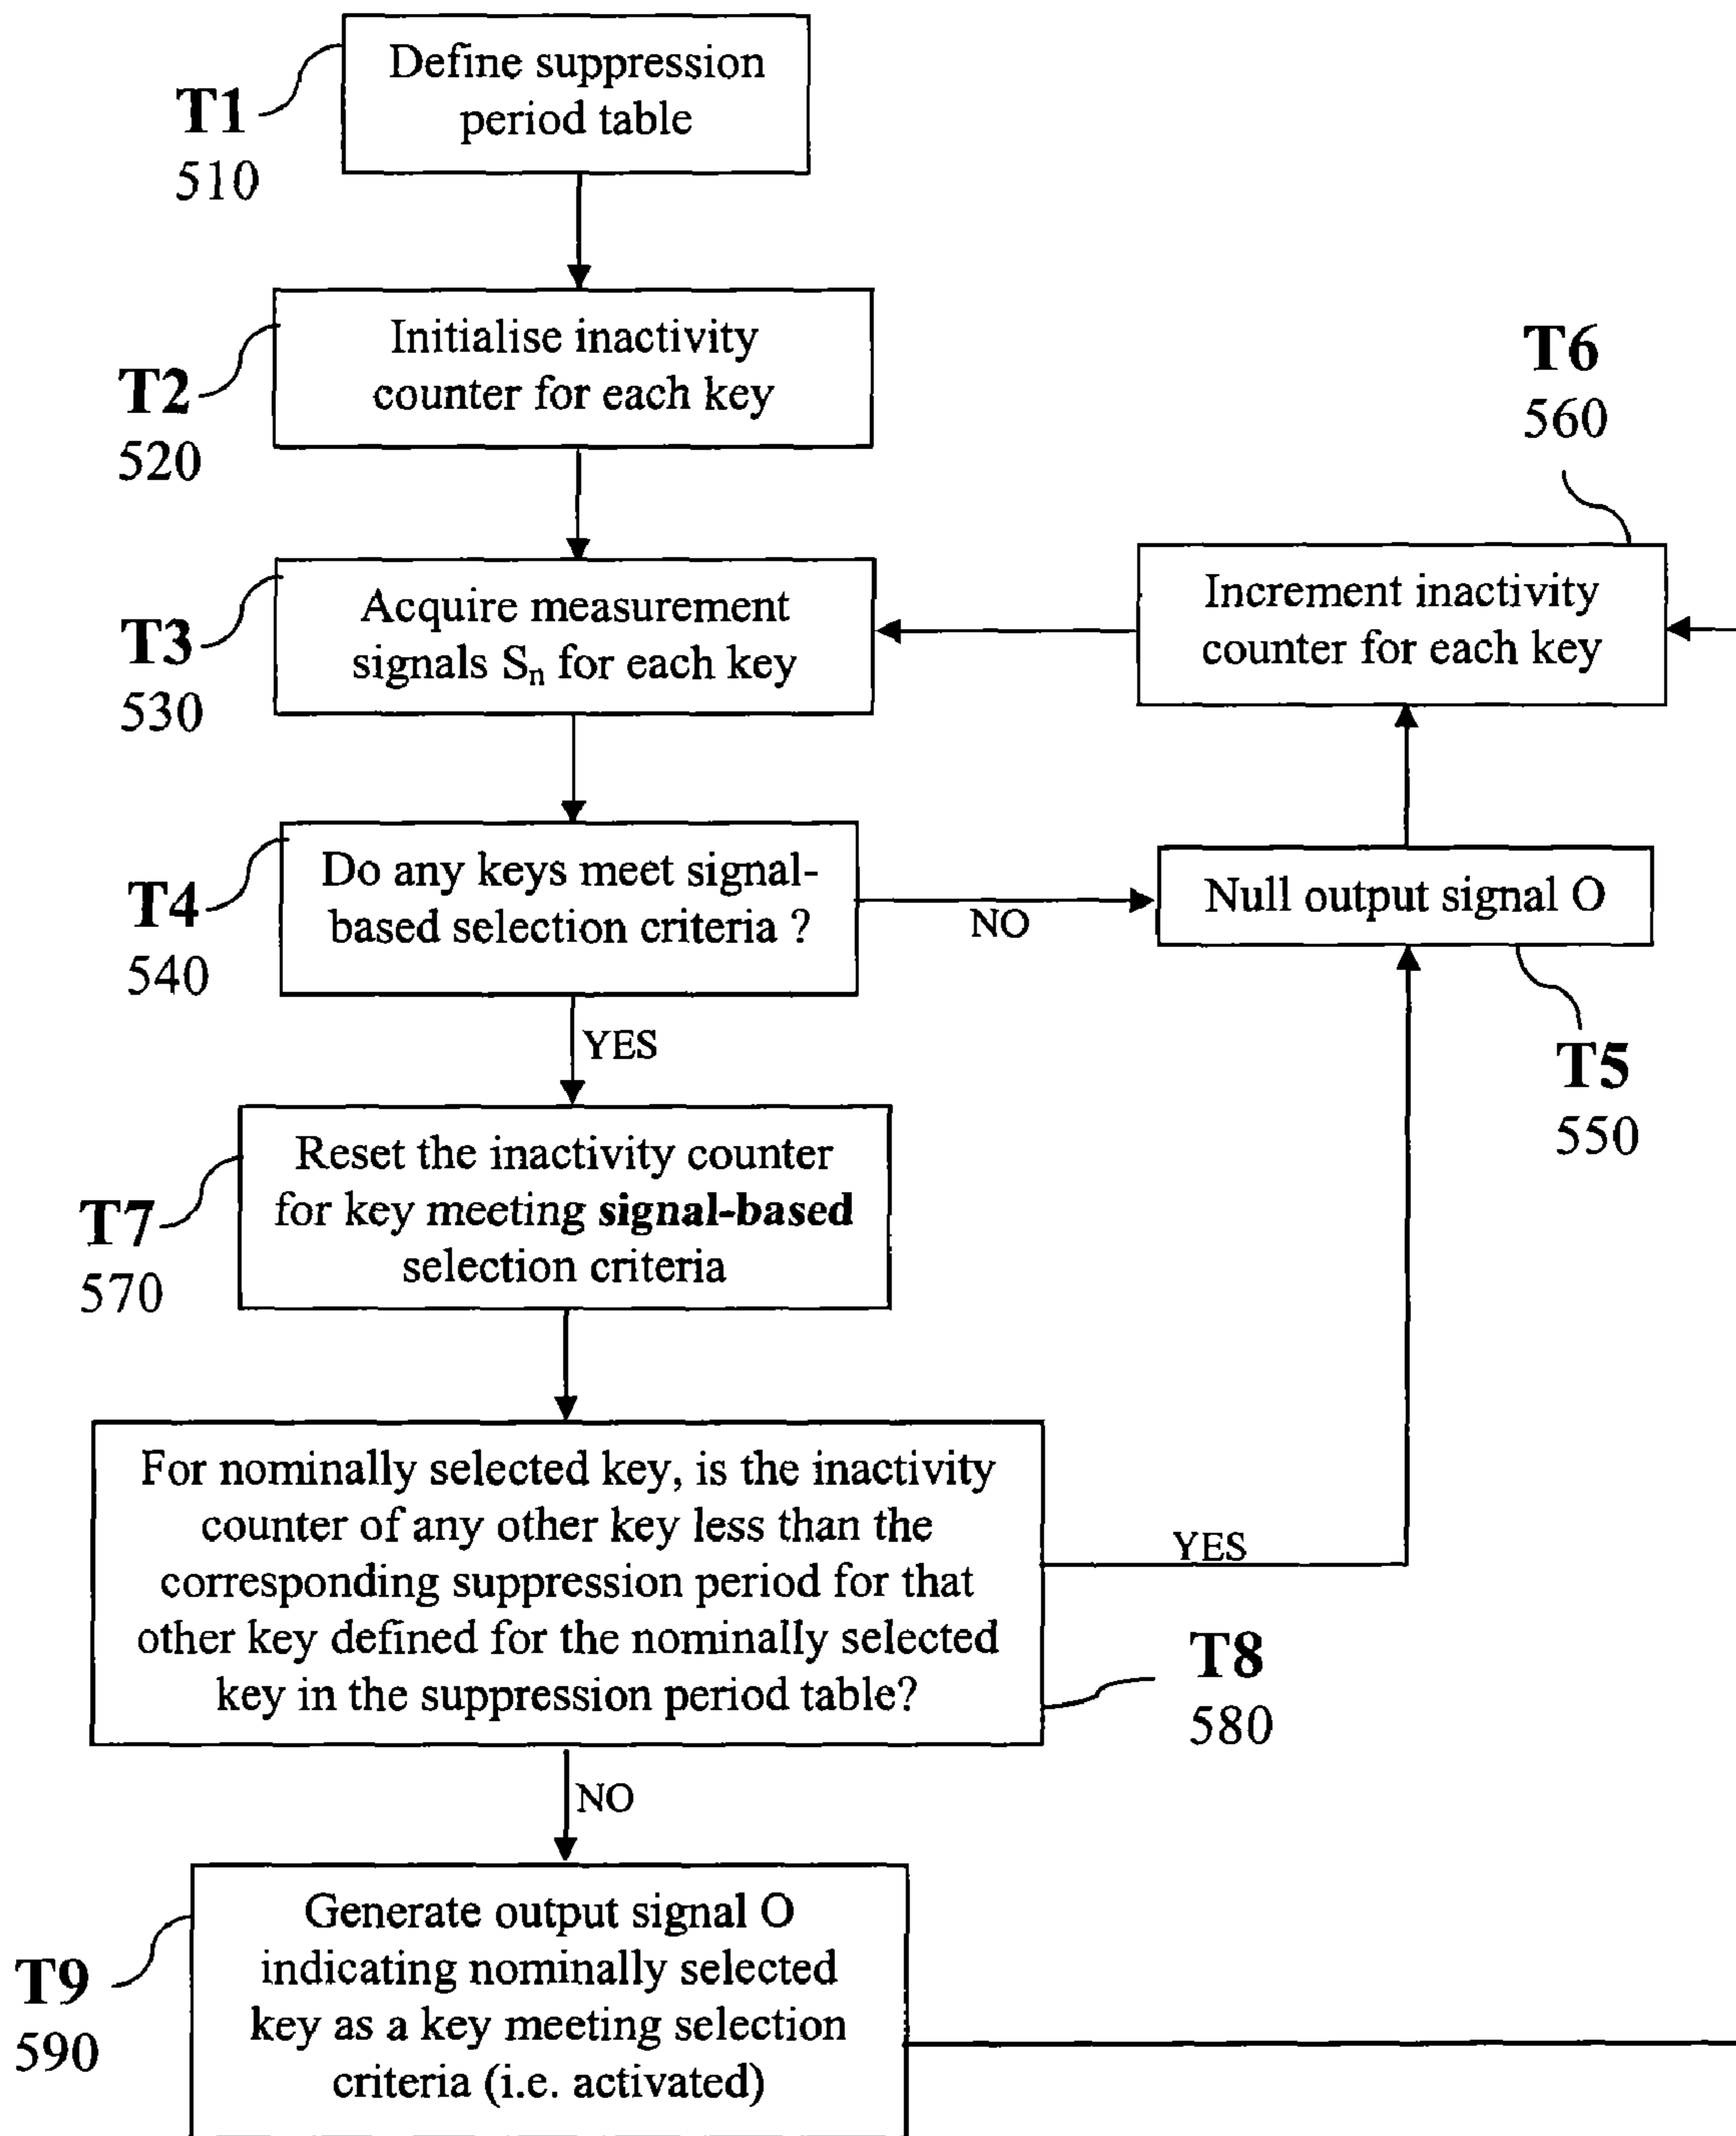 Define suppression
period table
T1
510
Initialise inactivity
counter for each key
T2
520
T6
560
Acquire measurement
signals Sn for each key
T3
530
Increment inactivity
counter for each key
Do any keys meet signal-
based selection criteria ?
T4
540
NO
Null output signal O
YES
T5
550
Reset the inactivity counter
for key meeting signal-based
selection criteria
T7
570
For nominally selected key, is the inactivity
counter of any other key less than the
corresponding suppression period for that
other key defined for the nominally selected
key in the suppression period table?
YES
T8
580
NO
Generate output signal O
indicating nominally selected
key as a key meeting selection
criteria (i.e. activated)
T9
590